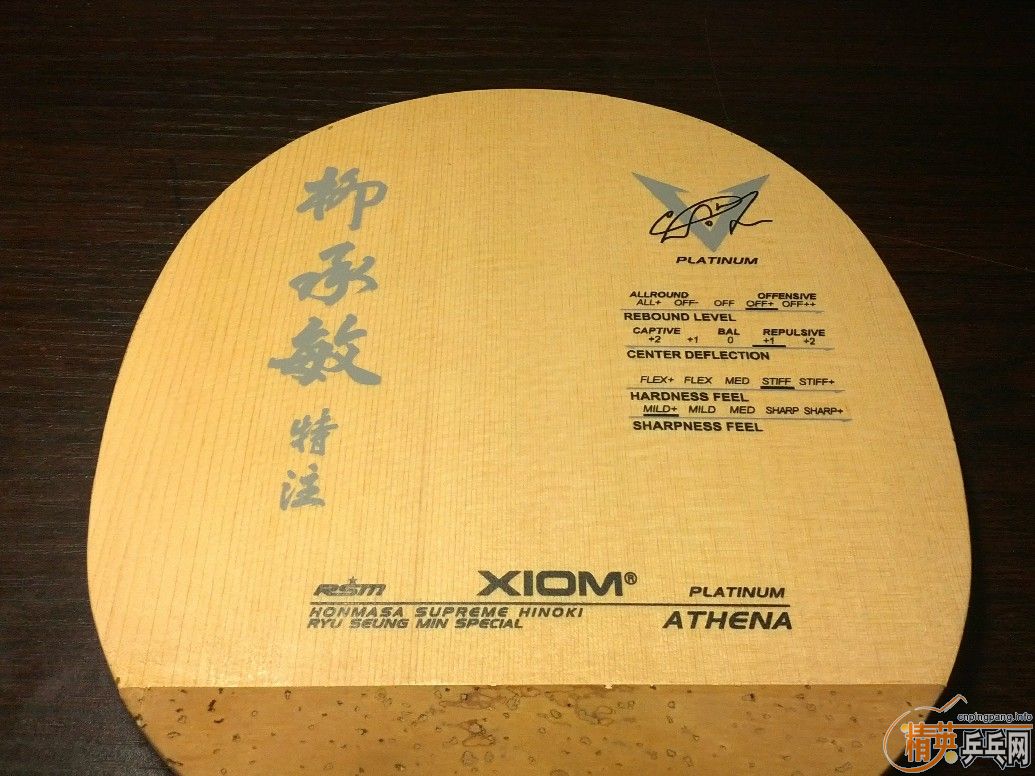 柳承敏 特注
PLATINUM
ALLROUND OFFENSIVE
ALL+ OFF- OFF OFF+ OFF++
REBOUND LEVEL
CAPTIVE BAL REPULSIVE
+2 +1 0 +1 +2
CENTER DEFLECTION
FLEX+ FLEX MED STIFF STIFF+
HARDNESS FEEL
MILD+ MILD MED SHARP SHARP+
SHARPNESS FEEL
RSM XIOM® PLATINUM
HONMASA SUPREME HINOKI
RYU SEUNG MIN SPECIAL
ATHENA
cnpingpang.info
精英乒乓网